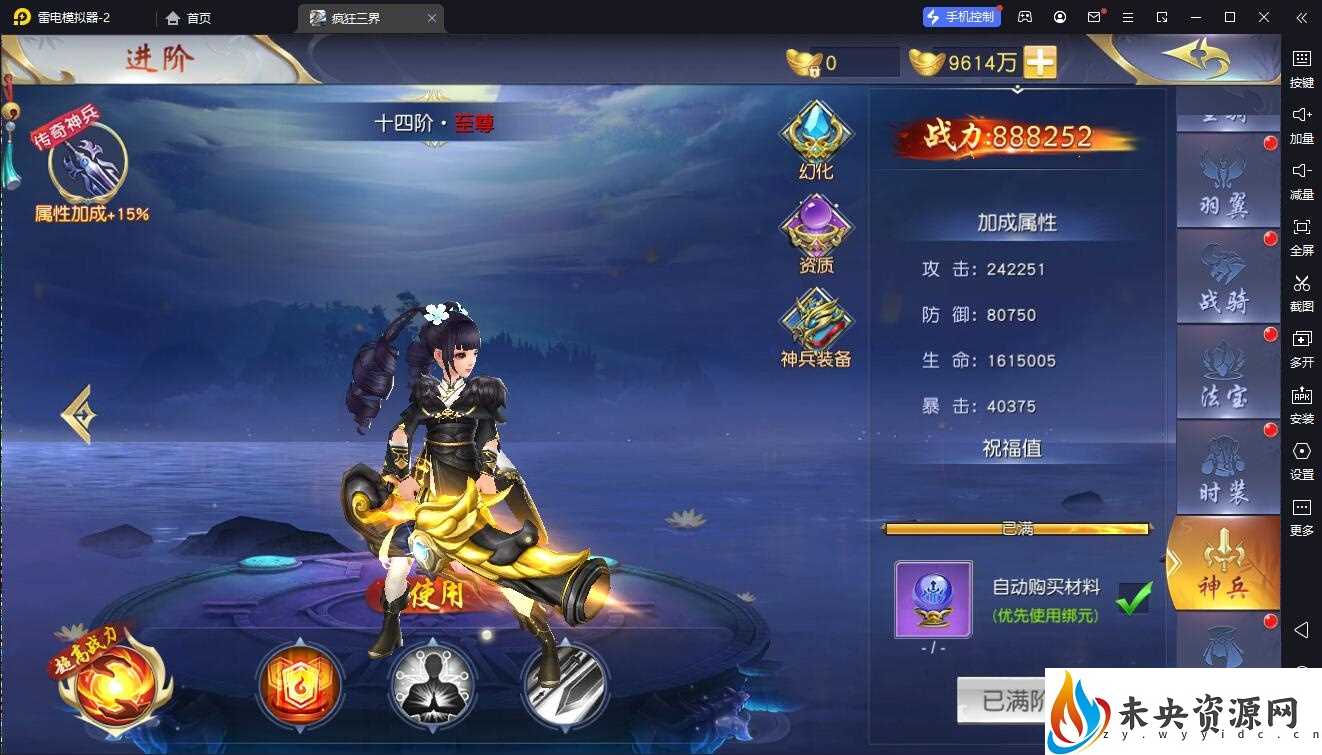 雷电模拟器-2
首页
疯狂三界
手机控制
进阶
0
9614万
传奇神兵
属性加成+15%
十四阶·至尊
幻化
资质
神兵装备
战力:888252
加成属性
攻 击: 242251
防 御: 80750
生 命: 1615005
暴 击: 40375
祝福值
已满
自动购买材料
(优先使用绑元)
- / -
已满阶
使用
超高战力
羽翼
战骑
法宝
时装
神兵
按键
加量
减量
全屏
截图
多开
APK
安装
设置
更多
未央资源网
zy.wyyidc.cn